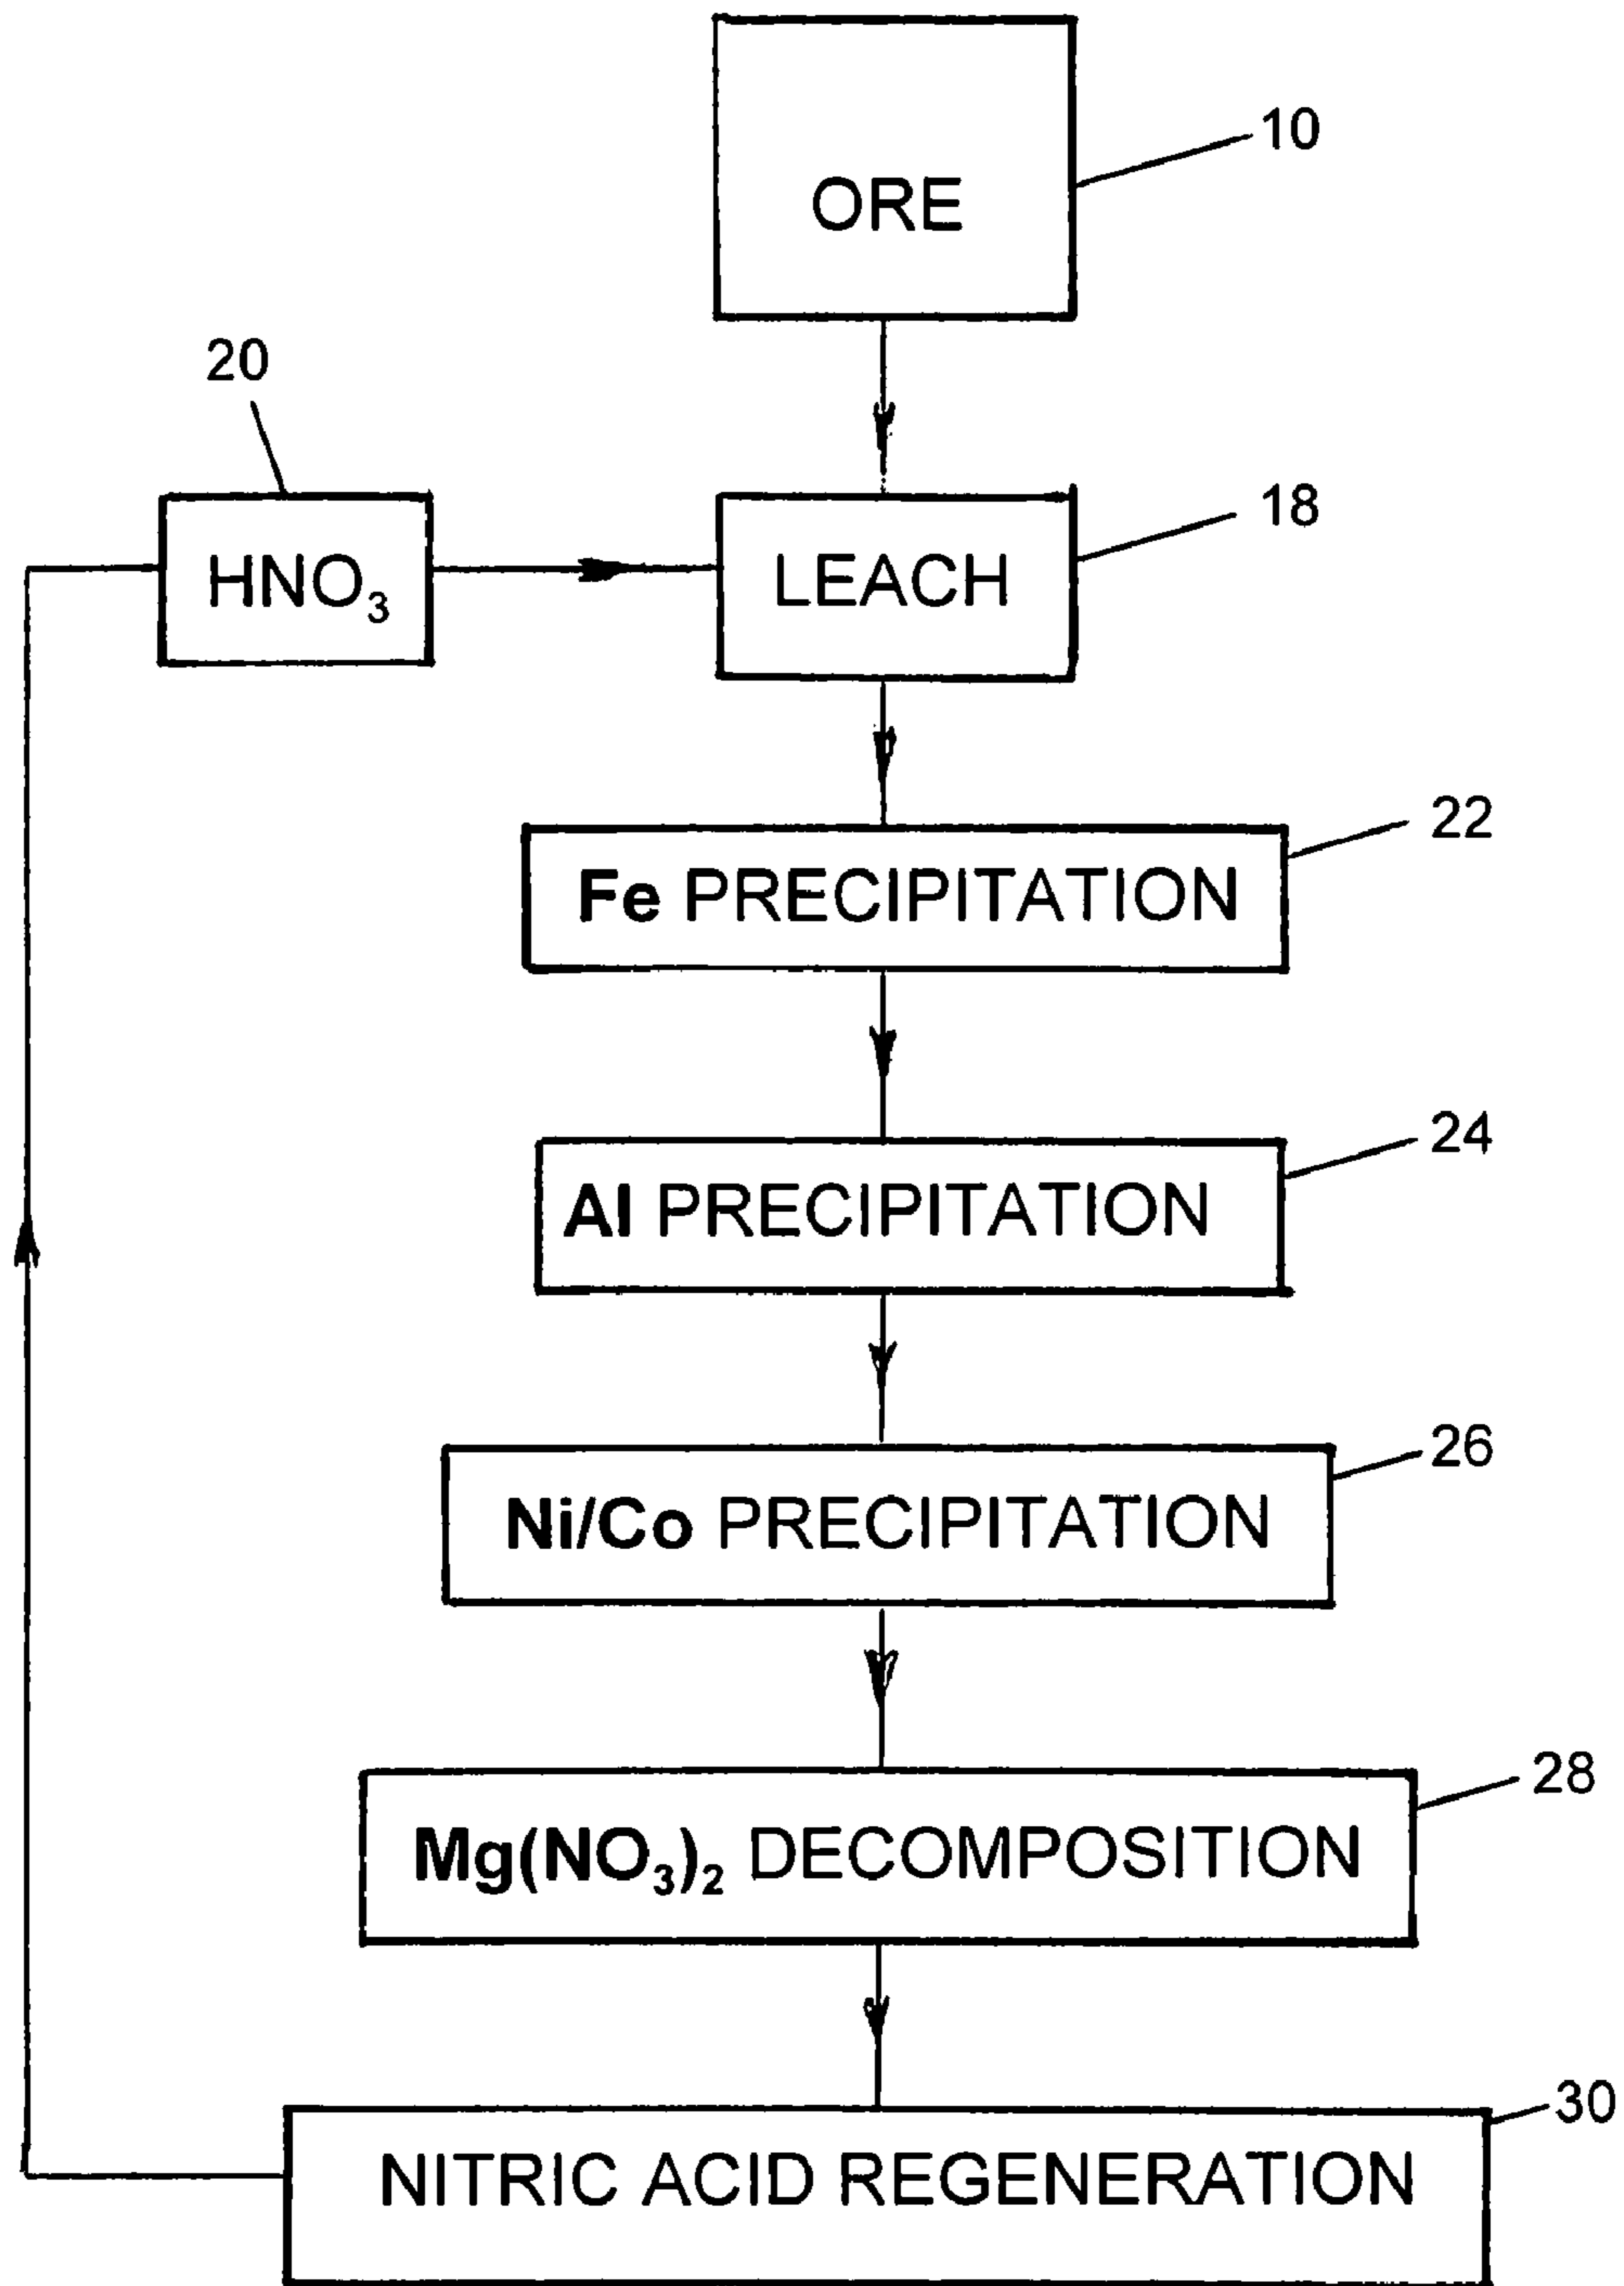 ORE
10
20
HNO₃
LEACH
18
Fe PRECIPITATION
22
Al PRECIPITATION
24
Ni/Co PRECIPITATION
26
Mg(NO₃)₂ DECOMPOSITION
28
NITRIC ACID REGENERATION
30